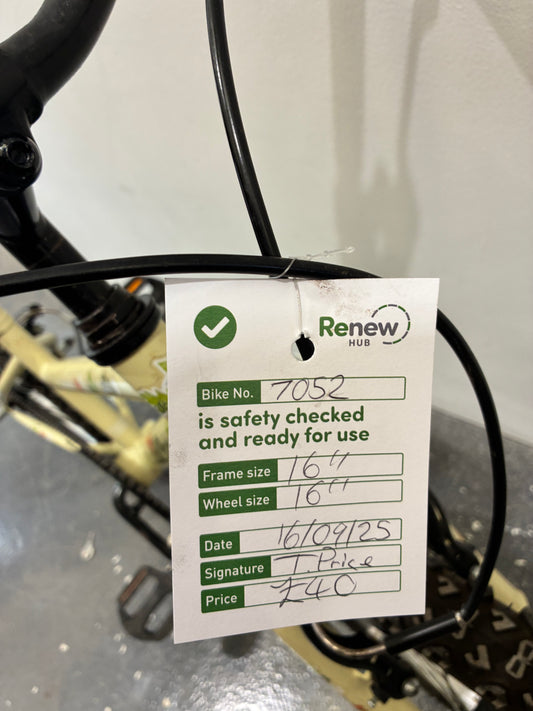 Renew
HUB
Bike No. 7052
is safety checked
and ready for use
Frame size 16"
Wheel size 16"
Date 16/09/25
Signature T. Price
Price £40